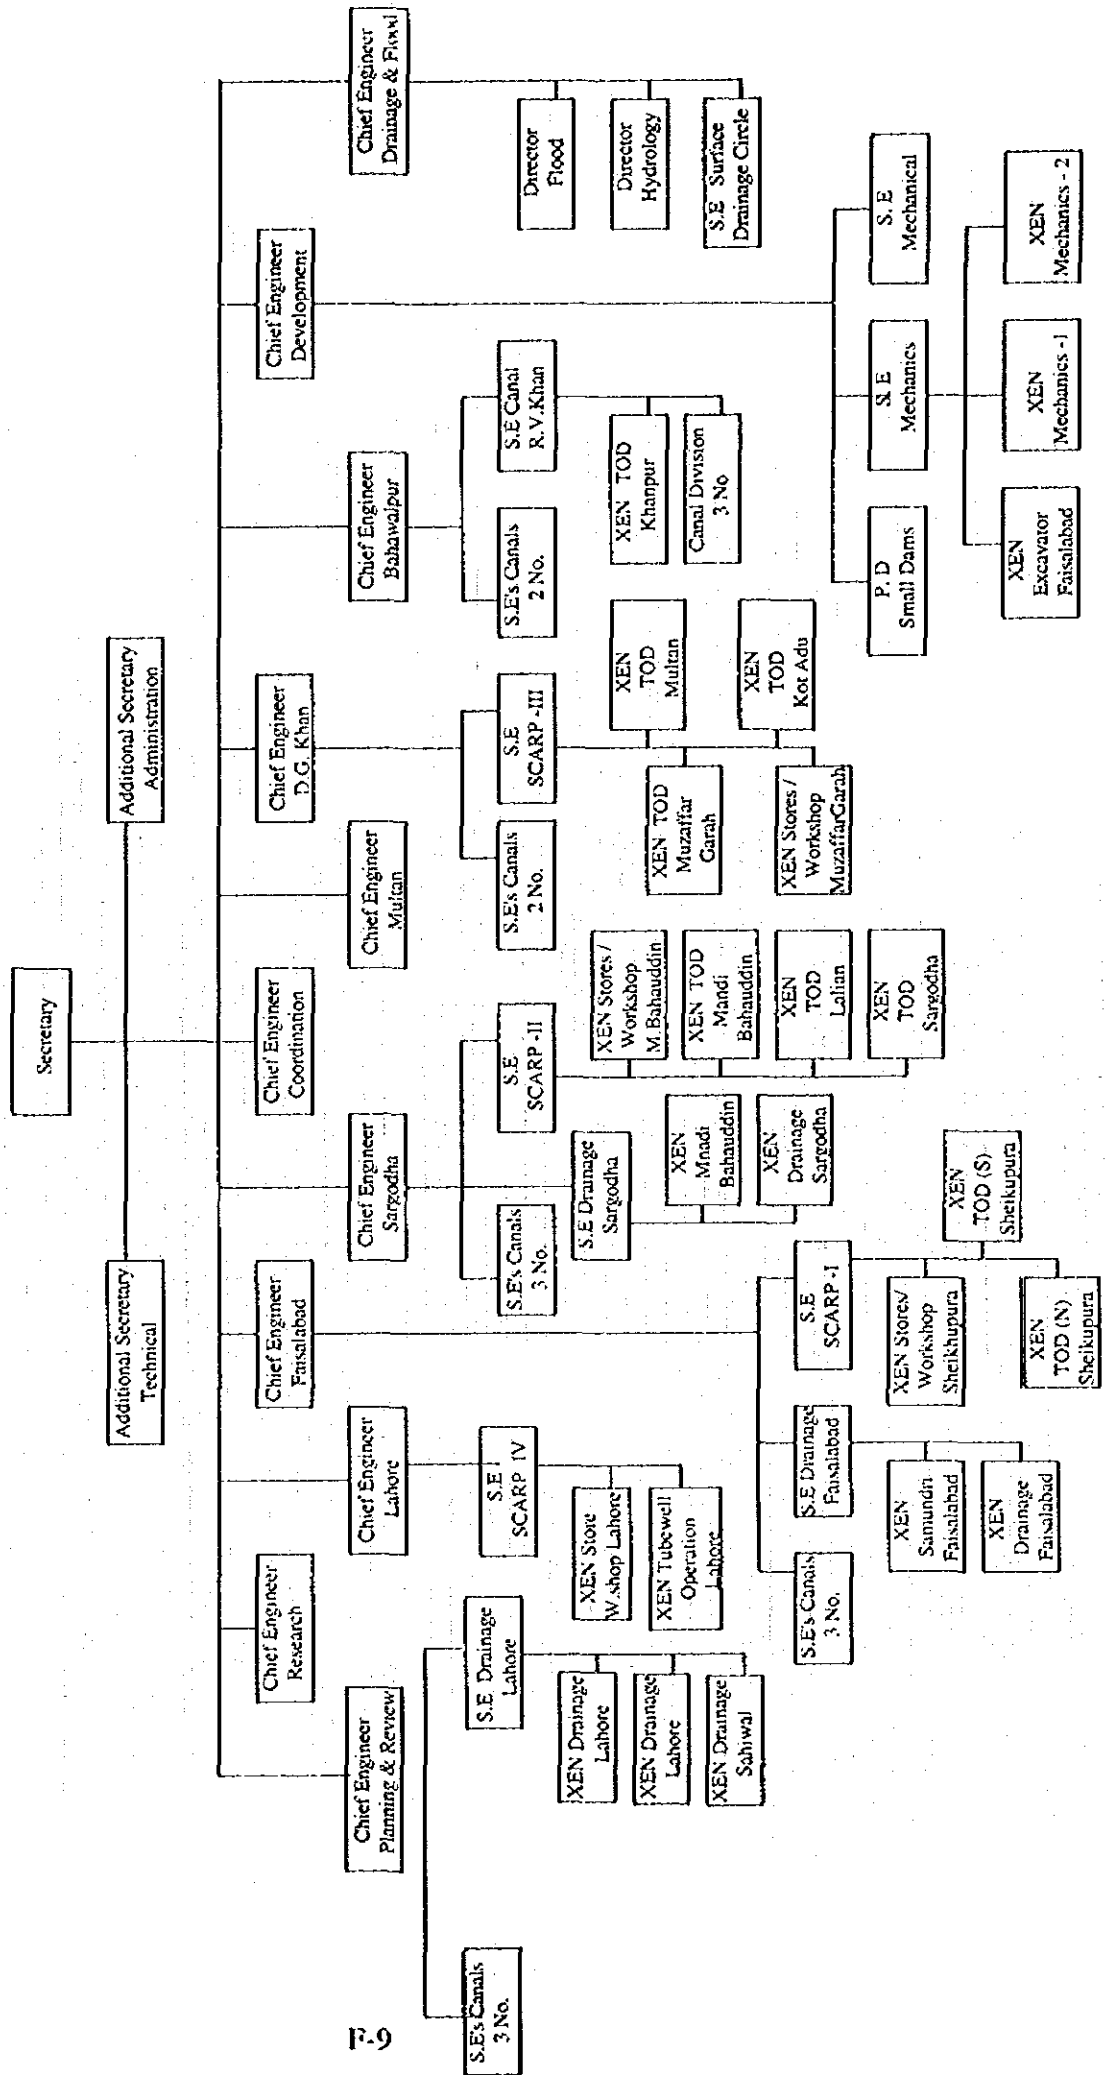 Secretary
Additional Secretary
Technical
Additional Secretary
Administration
Chief Engineer
Planning & Review
Chief Engineer
Research
Chief Engineer
Lahore
Chief Engineer
Faisalabad
Chief Engineer
Sargodha
Chief Engineer
Coordination
Chief Engineer
Multan
Chief Engineer
D.G. Khan
Chief Engineer
Bahawalpur
Chief Engineer
Development
Chief Engineer
Drainage & Flood
S.E's Canals
3 No.
S.E Drainage
Lahore
XEN Drainage
Lahore
XEN Drainage
Lahore
XEN Drainage
Sahiwal
S.E
SCARP IV
XEN Store
W.shop Lahore
XEN Tubewell
Operation
Lahore
S.E's Canals
3 No.
S.E Drainage
Faisalabad
XEN
Samundri
Faisalabad
XEN
Drainage
Faisalabad
S.E
SCARP-I
XEN Stores/
Workshop
Sheikhupura
XEN
TOD (S)
Sheikupura
XEN
TOD (N)
Sheikupura
S.E's Canals
3 No.
S.E Drainage
Sargodha
XEN
Mnadi
Bahauddin
XEN
Drainage
Sargodha
S.E
SCARP-II
XEN Stores /
Workshop
M.Bahauddin
XEN TOD
Mandi
Bahauddin
XEN
TOD
Lalian
XEN
TOD
Sargodha
S.E's Canals
2 No.
S.E
SCARP-III
XEN
TOD
Multan
XEN TOD
Muzaffar
Garah
XEN
TOD
Kot Adu
XEN Stores /
Workshop
MuzaffarGarah
S.E's Canals
2 No.
S.E Canal
R.Y.Khan
XEN TOD
Khanpur
Canal Division
3 No
P.D
Small Dams
S.E
Mechanics
S.E
Mechanical
XEN
Excavator
Faisalabad
XEN
Mechanics -1
XEN
Mechanics - 2
Director
Flood
Director
Hydrology
S.E Surface
Drainage Circle
F-9